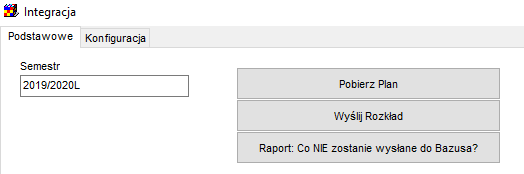 Integracja
Podstawowe
Konfiguracja
Semestr
2019/2020L
Pobierz Plan
Wyślij Rozkład
Raport: Co NIE zostanie wysłane do Bazusa?